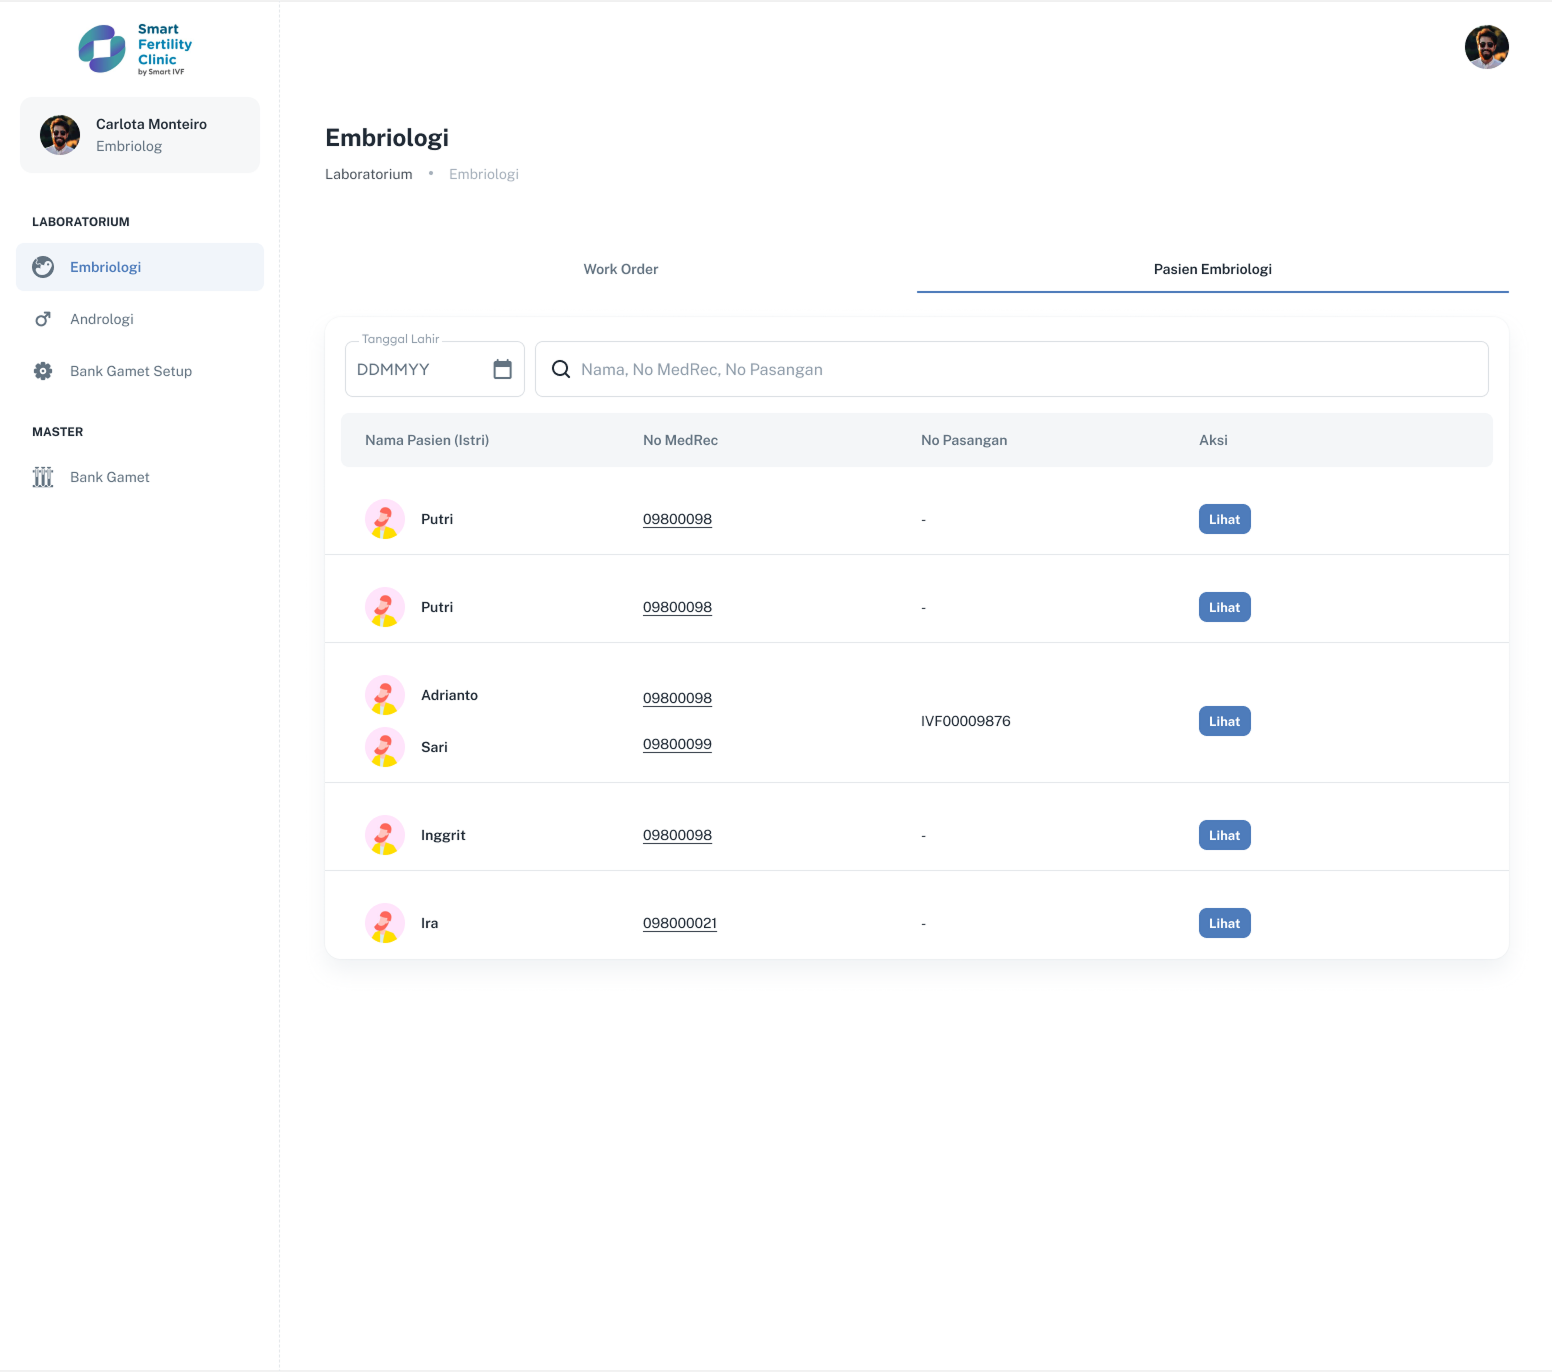 Smart
Fertility
Clinic
by Smart IVF
Carlota Monteiro
Embriolog
LABORATORIUM
Embriologi
Andrologi
Bank Gamet Setup
MASTER
Bank Gamet
Embriologi
Laboratorium • Embriologi
Work Order Pasien Embriologi
Tanggal Lahir
DDMMYY Nama, No MedRec, No Pasangan
Nama Pasien (Istri) No MedRec No Pasangan Aksi
Putri 09800098 - Lihat
Putri 09800098 - Lihat
Adrianto 09800098
IVF00009876 Lihat
Sari 09800099
Inggrit 09800098 - Lihat
Ira 098000021 - Lihat